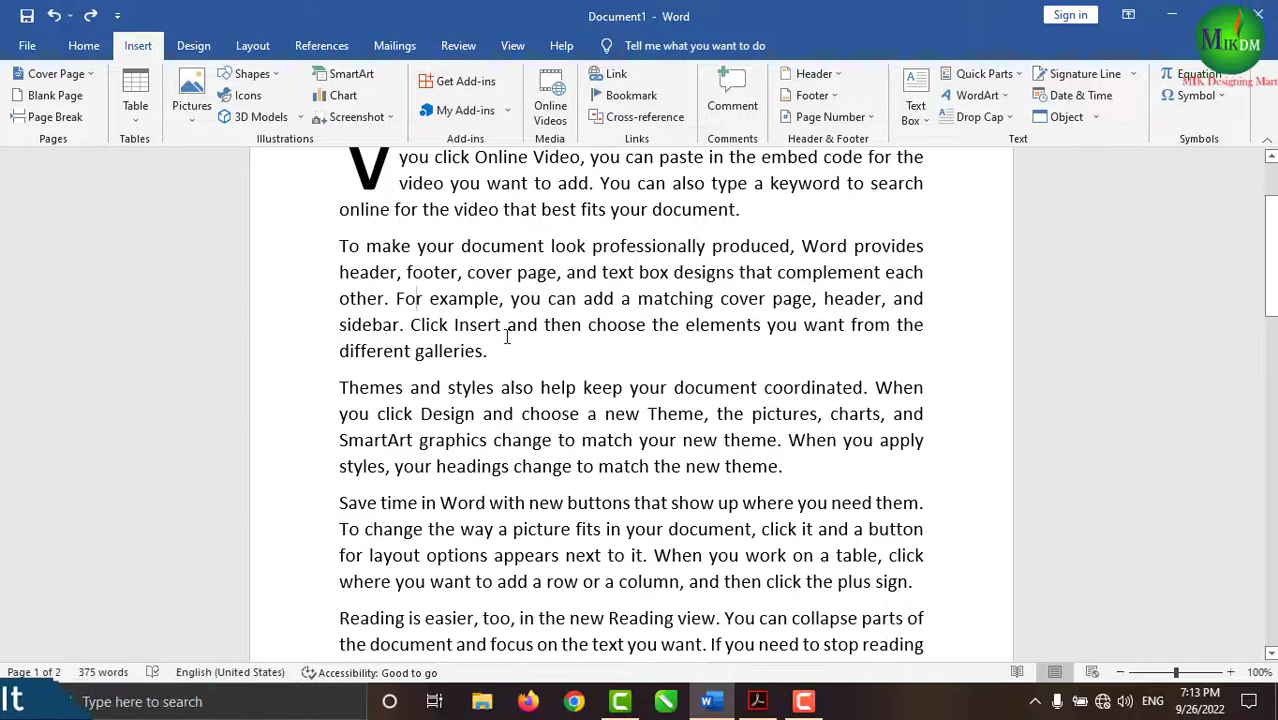 Document1 - Word
Sign in
MIKDM
MIK Designing Mart
File Home Insert Design Layout References Mailings Review View Help Tell me what you want to do
Cover Page
Blank Page
Page Break
Pages
Table
Tables
Pictures
Shapes
Icons
3D Models
SmartArt
Chart
Screenshot
Illustrations
Get Add-ins
My Add-ins
Add-ins
Online Videos
Media
Link
Bookmark
Cross-reference
Links
Comment
Comments
Header
Footer
Page Number
Header & Footer
Text Box
Quick Parts
WordArt
Drop Cap
Signature Line
Date & Time
Object
Text
Equation
Symbol
Symbols
V you click Online Video, you can paste in the embed code for the
video you want to add. You can also type a keyword to search
online for the video that best fits your document.
To make your document look professionally produced, Word provides
header, footer, cover page, and text box designs that complement each
other. For example, you can add a matching cover page, header, and
sidebar. Click Insert and then choose the elements you want from the
different galleries.
Themes and styles also help keep your document coordinated. When
you click Design and choose a new Theme, the pictures, charts, and
SmartArt graphics change to match your new theme. When you apply
styles, your headings change to match the new theme.
Save time in Word with new buttons that show up where you need them.
To change the way a picture fits in your document, click it and a button
for layout options appears next to it. When you work on a table, click
where you want to add a row or a column, and then click the plus sign.
Reading is easier, too, in the new Reading view. You can collapse parts of
the document and focus on the text you want. If you need to stop reading
Page 1 of 2 375 words English (United States) Accessibility: Good to go 100%
It Type here to search ENG 7:13 PM
9/26/2022